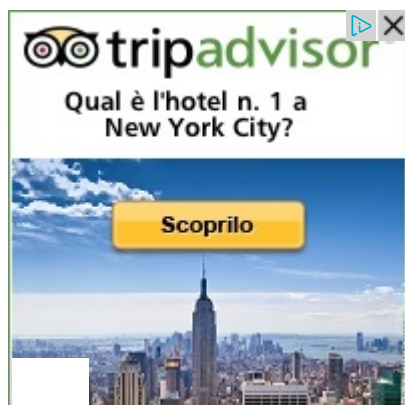 tripadvisor
Qual è l'hotel n. 1 a
New York City?
Scoprilo